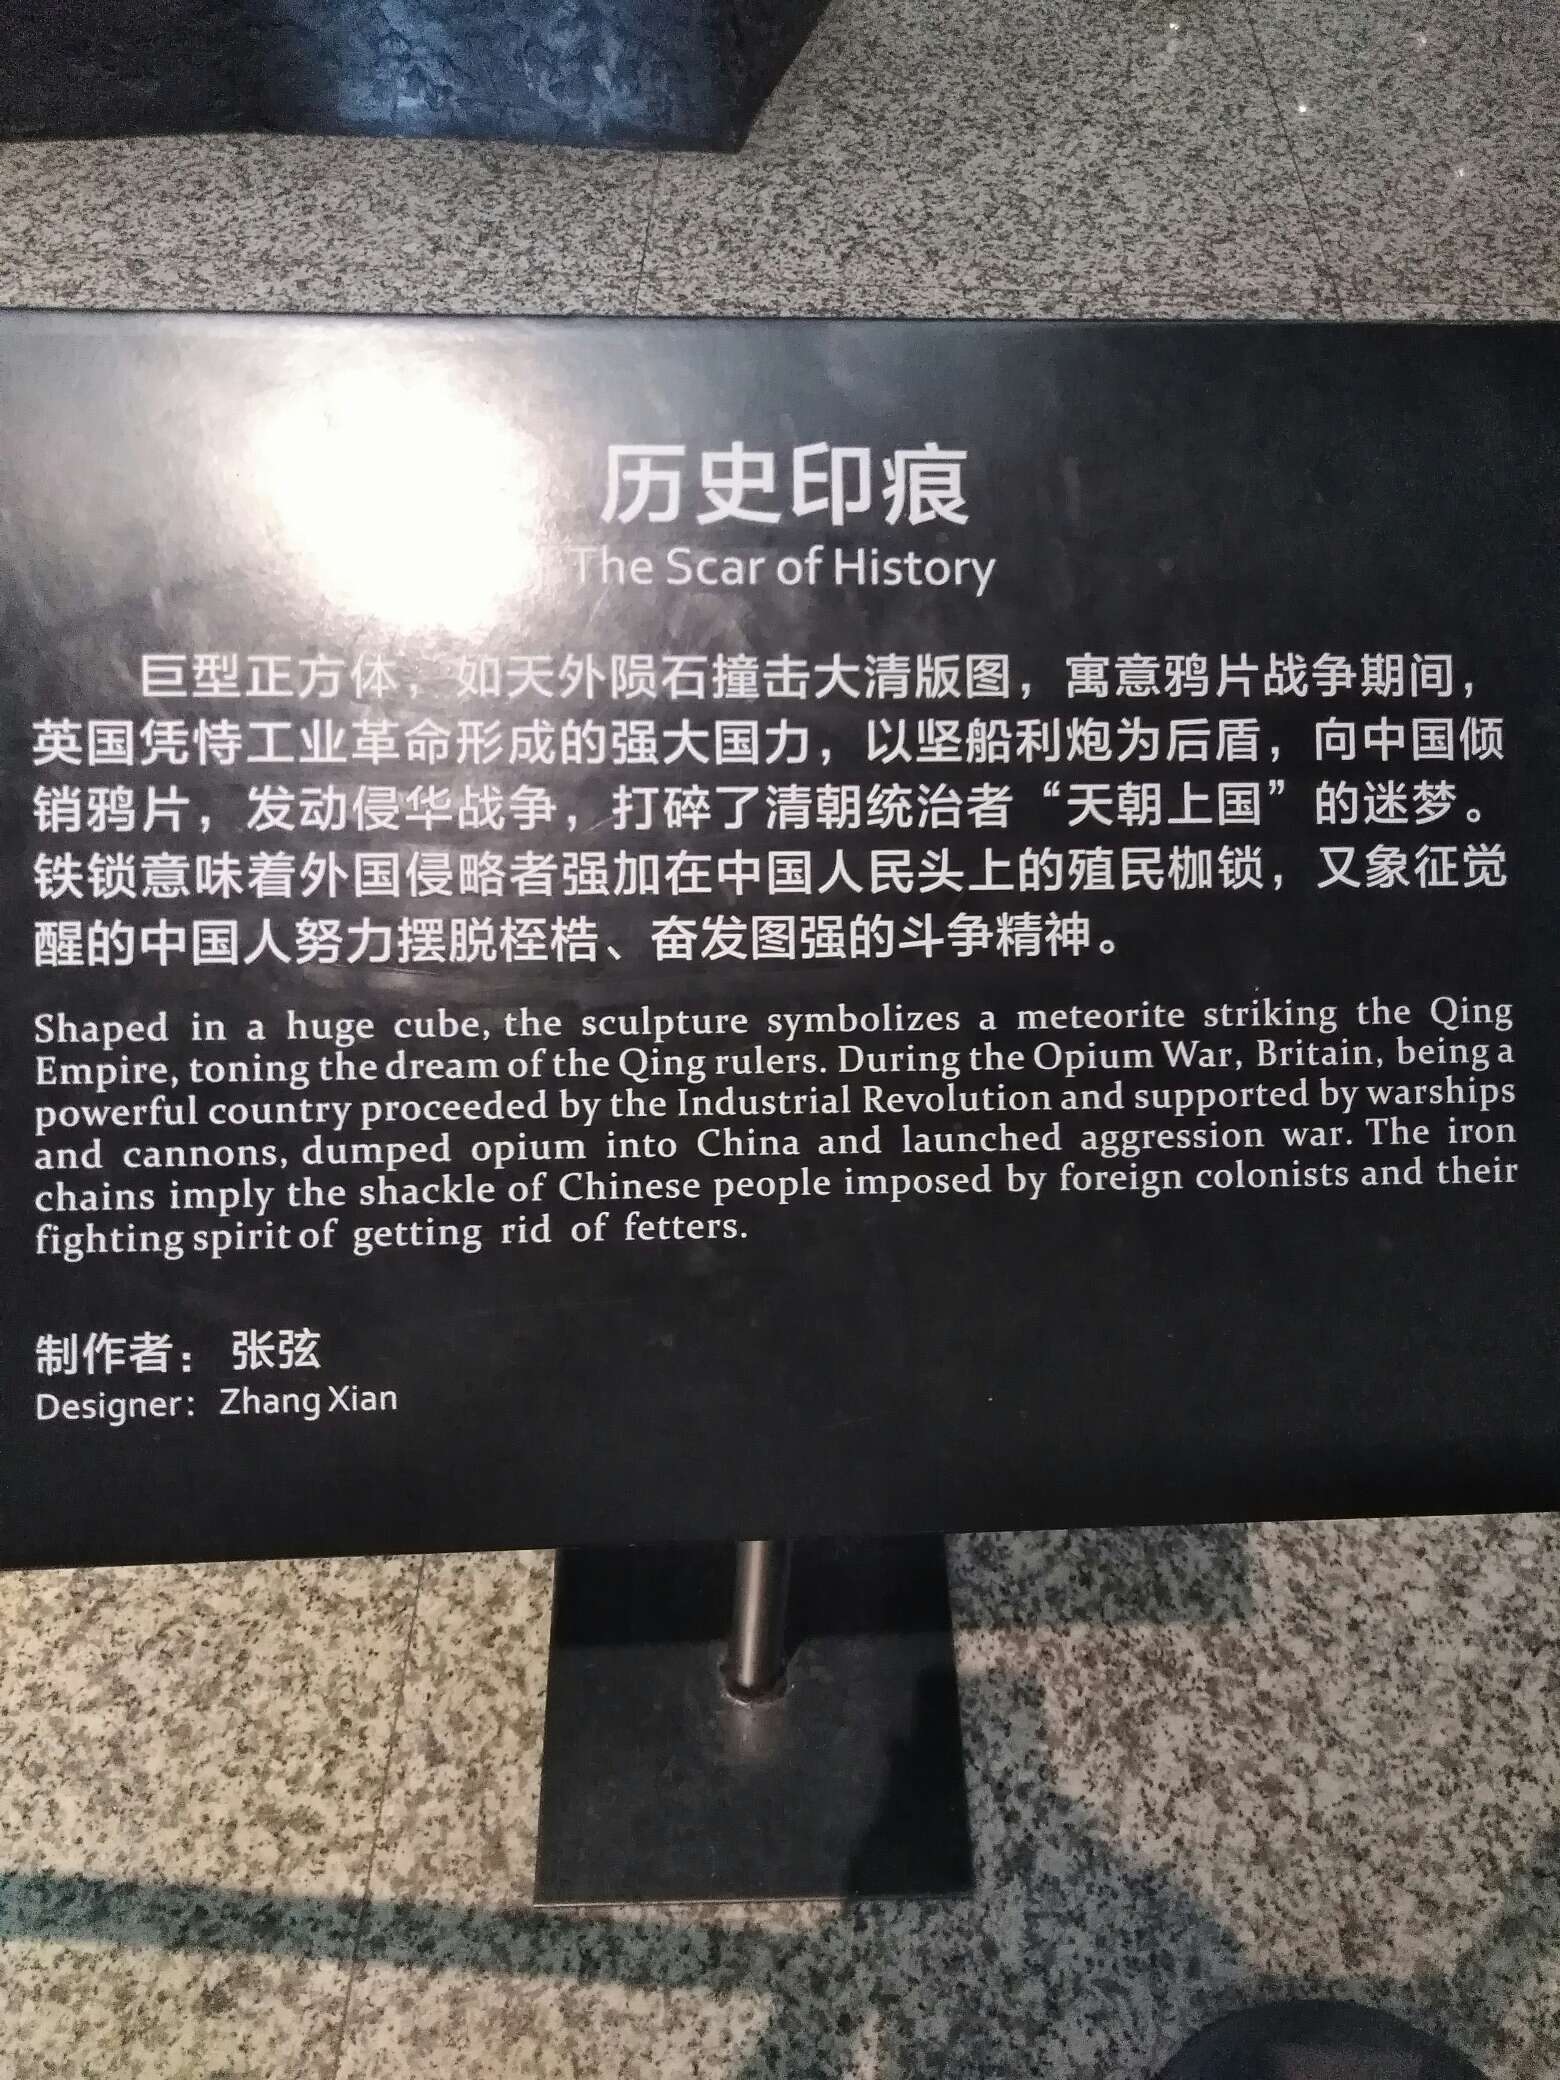 历史印痕
The Scar of History
巨型正方体，如天外陨石撞击大清版图，寓意鸦片战争期间，
英国凭恃工业革命形成的强大国力，以坚船利炮为后盾，向中国倾
销鸦片，发动侵华战争，打碎了清朝统治者“天朝上国”的迷梦。
铁锁意味着外国侵略者强加在中国人民头上的殖民枷锁，又象征觉
醒的中国人努力摆脱桎梏、奋发图强的斗争精神。
Shaped in a huge cube, the sculpture symbolizes a meteorite striking the Qing
Empire, toning the dream of the Qing rulers. During the Opium War, Britain, being a
powerful country proceeded by the Industrial Revolution and supported by warships
and cannons, dumped opium into China and launched aggression war. The iron
chains imply the shackle of Chinese people imposed by foreign colonists and their
fighting spirit of getting rid of fetters.
制作者： 张弦
Designer: Zhang Xian